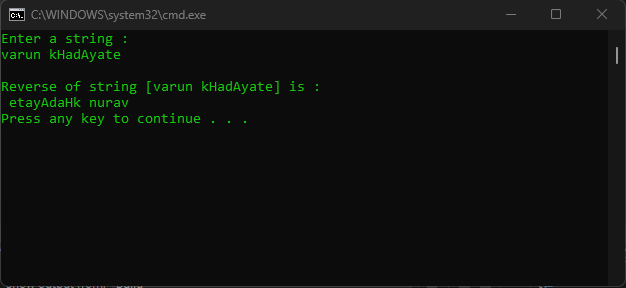 C:\WINDOWS\system32\cmd.exe
Enter a string :
varun kHadAyate
Reverse of string [varun kHadAyate] is :
 etayAdaHk nurav
Press any key to continue . . .